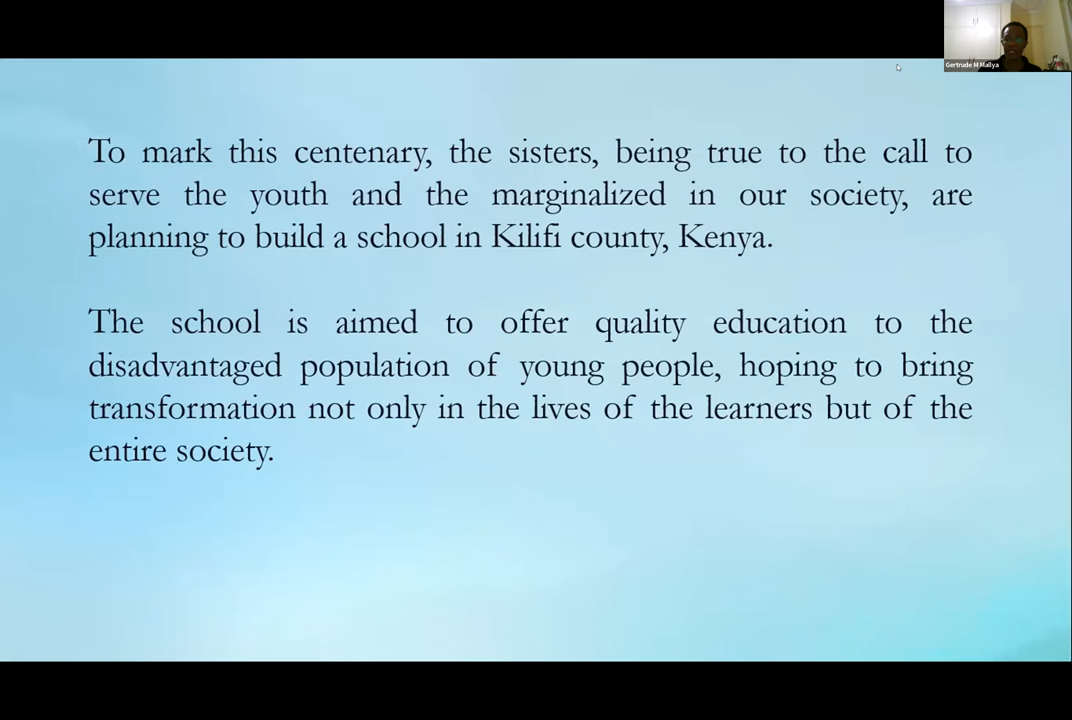 Gertrude M Mallya
To mark this centenary, the sisters, being true to the call to
serve the youth and the marginalized in our society, are
planning to build a school in Kilifi county, Kenya.
The school is aimed to offer quality education to the
disadvantaged population of young people, hoping to bring
transformation not only in the lives of the learners but of the
entire society.